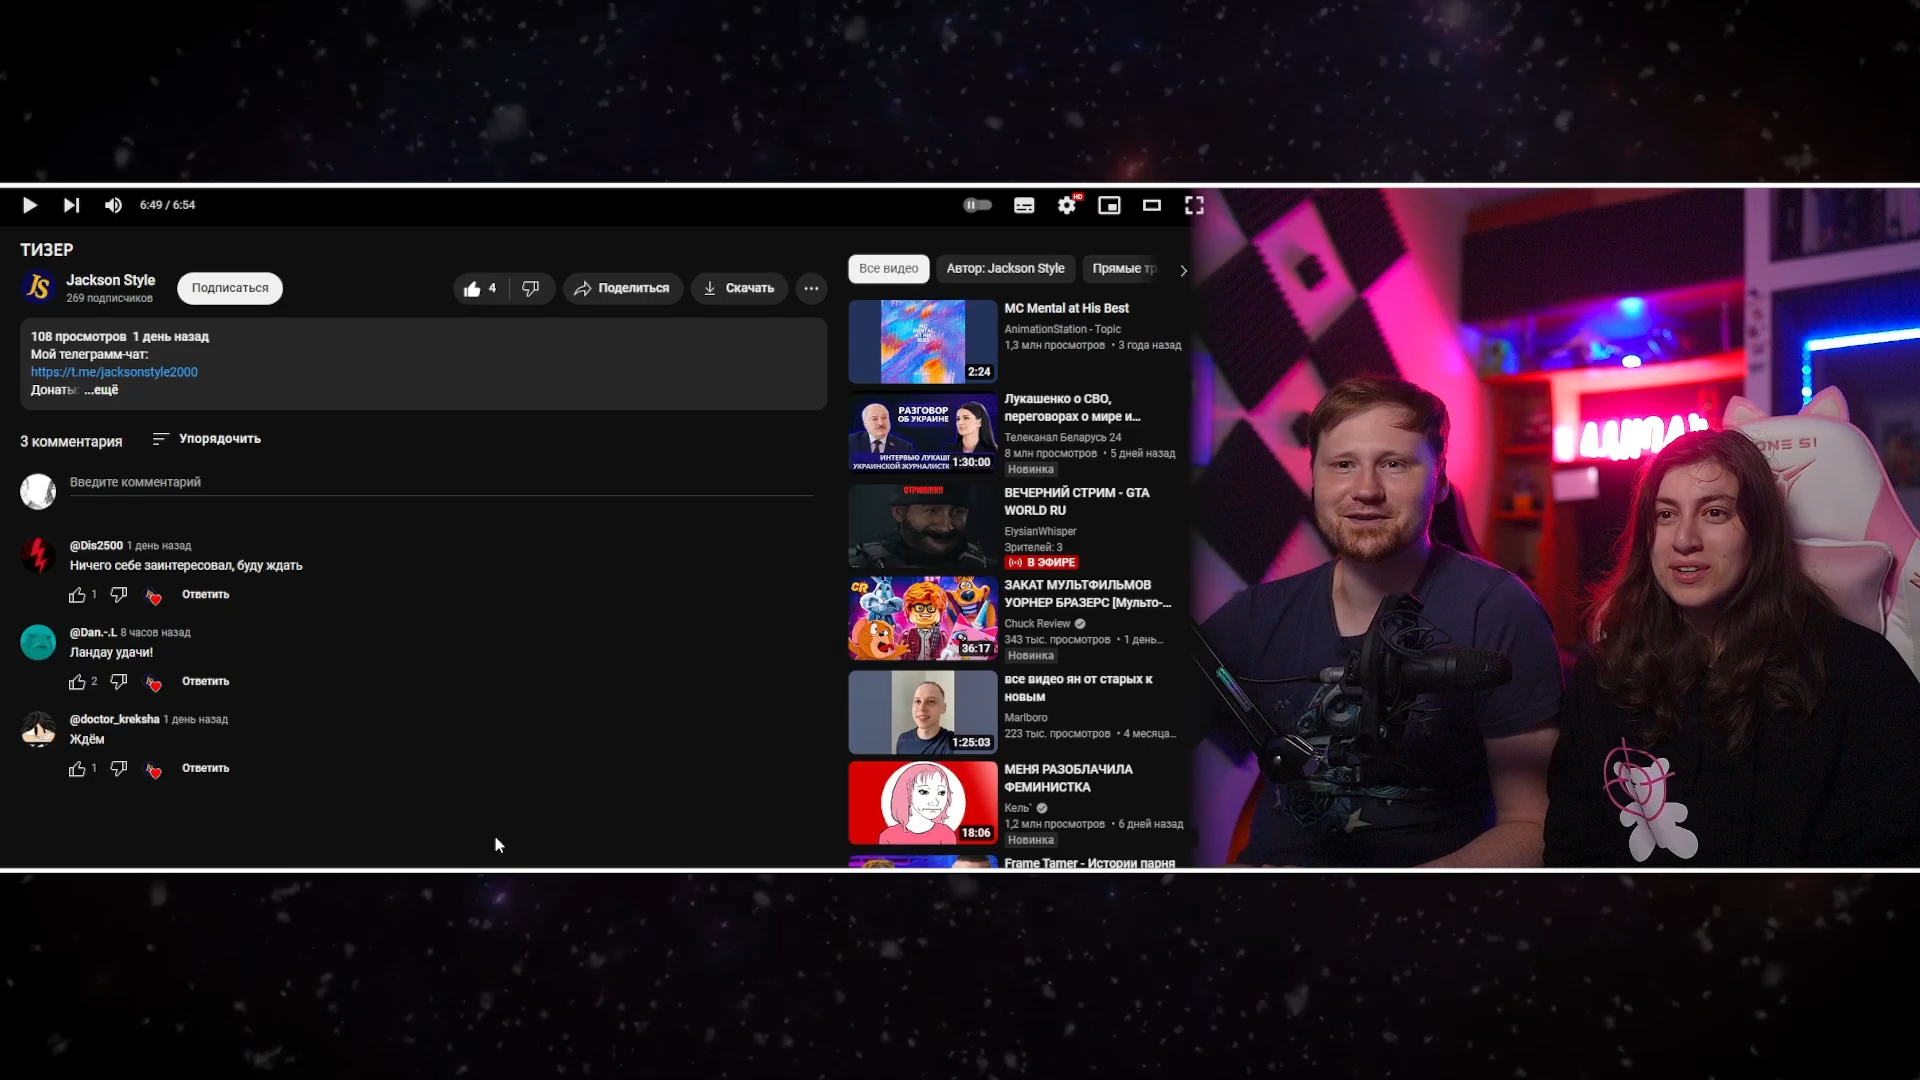 6:49 / 6:54
HD
ТИЗЕР
JS
Jackson Style
269 подписчиков
Подписаться
4
Поделиться
Скачать
108 просмотров 1 день назад
Мой телеграмм-чат:
https://t.me/jacksonstyle2000
Донаты: ...ещё
3 комментария
Упорядочить
Введите комментарий
@Dis2500 1 день назад
Ничего себе заинтересовал, буду ждать
1
Ответить
@Dan.-.L 8 часов назад
Ландау удачи!
2
Ответить
@doctor_kreksha 1 день назад
Ждём
1
Ответить
Все видео
Автор: Jackson Style
Прямые тр
MC MENTAL AT HIS BEST
2:24
MC Mental at His Best
AnimationStation - Topic
1,3 млн просмотров • 3 года назад
РАЗГОВОР
ОБ УКРАИНЕ
1:30:00
Лукашенко о СВО,
переговорах о мире и...
Телеканал Беларусь 24
8 млн просмотров • 5 дней назад
Новинка
ВЕЧЕРНИЙ СТРИМ - GTA
WORLD RU
ElysianWhisper
Зрителей: 3
В ЭФИРЕ
CR
36:17
ЗАКАТ МУЛЬТФИЛЬМОВ
УОРНЕР БРАЗЕРС [Мульто-...
Chuck Review
343 тыс. просмотров • 1 день...
Новинка
1:25:03
все видео ян от старых к
новым
Marlboro
223 тыс. просмотров • 4 месяца...
18:06
МЕНЯ РАЗОБЛАЧИЛА
ФЕМИНИСТКА
Кель`
1,2 млн просмотров • 6 дней назад
Новинка
Frame Tamer - Истории парня